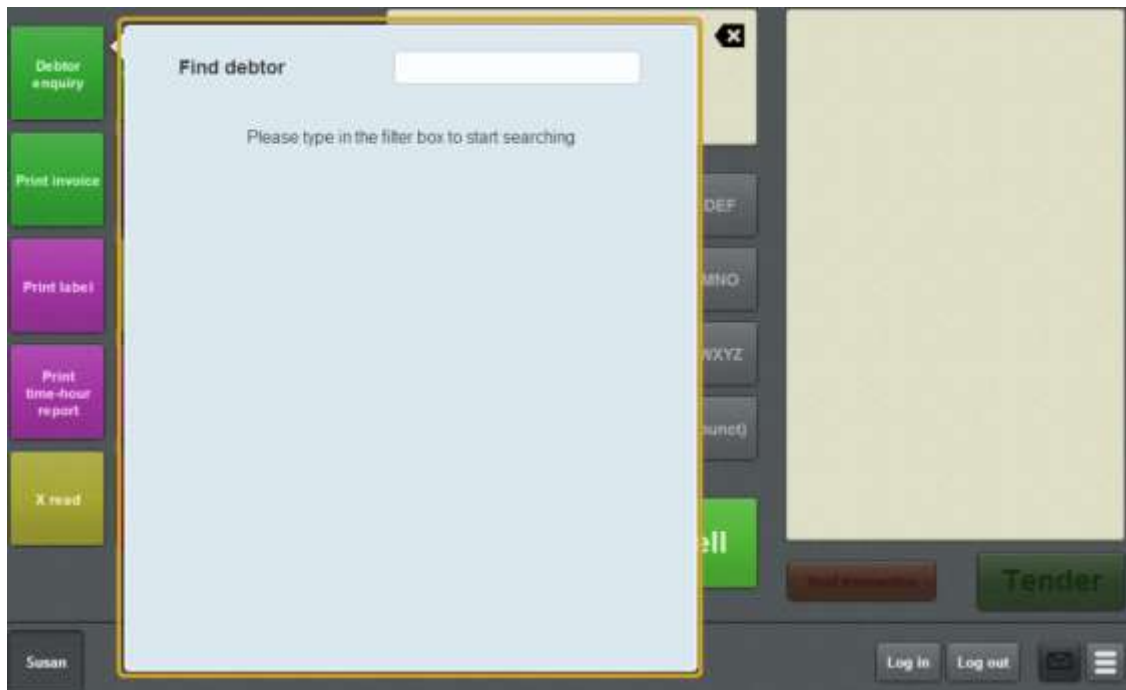 Debtor
enquiry
Print invoice
Print label
Print
time-hour
report
X read
Susan
Find debtor
Please type in the filter box to start searching
DEF
MNO
WXYZ
punct)
ell
Tender
Log in
Log out